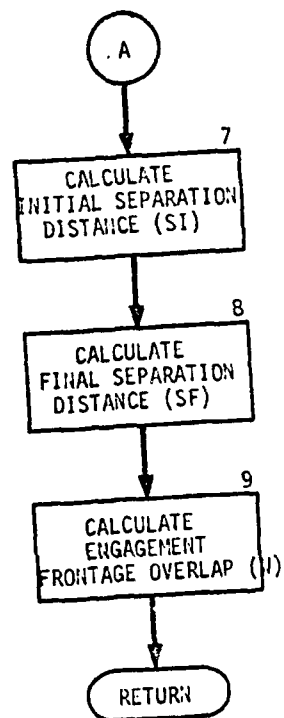 A
7
CALCULATE
INITIAL SEPARATION
DISTANCE (SI)
8
CALCULATE
FINAL SEPARATION
DISTANCE (SF)
9
CALCULATE
ENGAGEMENT
FRONTAGE OVERLAP
RETURN